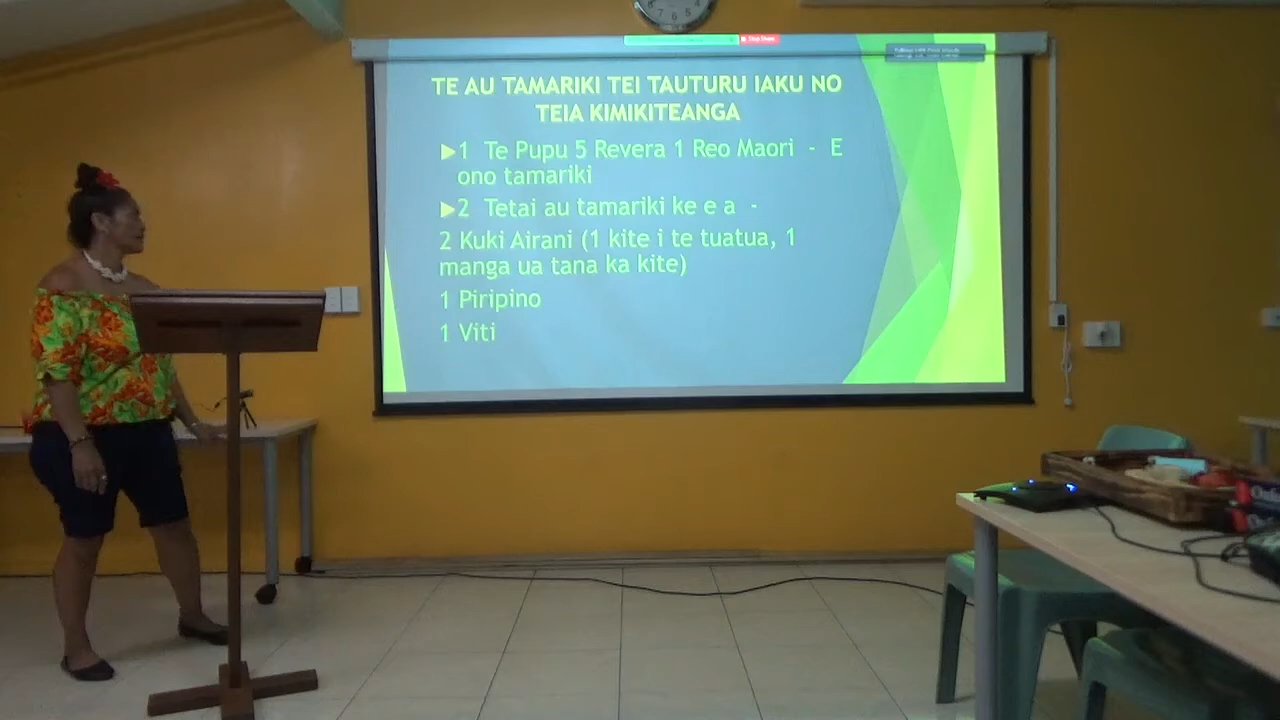 TE AU TAMARIKI TEI TAUTURU IAKU NO
TEIA KIMIKITEANGA
1 Te Pupu 5 Revera 1 Reo Maori - E
ono tamariki
2 Tetai au tamariki ke e a -
2 Kuki Airani (1 kite i te tuatua, 1
manga ua tana ka kite)
1 Piripino
1 Viti